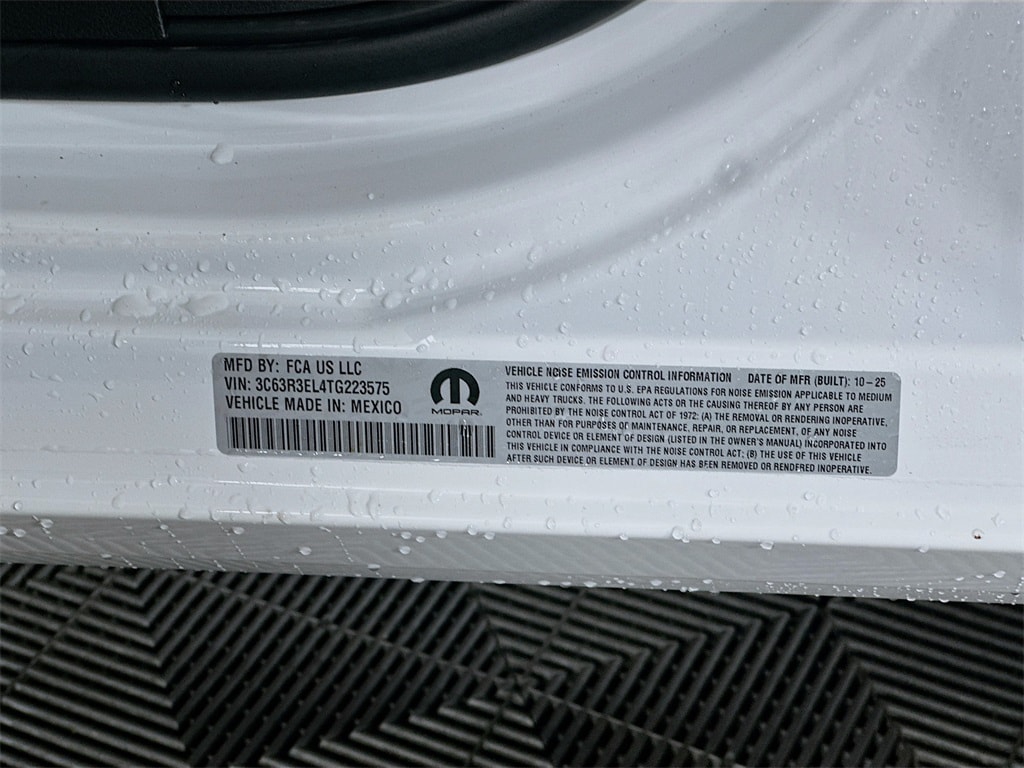 MFD BY: FCA US LLC
VIN: 3C63R3EL4TG223575
VEHICLE MADE IN: MEXICO
MOPAR
VEHICLE NOISE EMISSION CONTROL INFORMATION DATE OF MFR (BUILT): 10-25
THIS VEHICLE CONFORMS TO U.S. EPA REGULATIONS FOR NOISE EMISSION APPLICABLE TO MEDIUM
AND HEAVY TRUCKS. THE FOLLOWING ACTS OR THE CAUSING THEREOF BY ANY PERSON ARE
PROHIBITED BY THE NOISE CONTROL ACT OF 1972: (A) THE REMOVAL OR RENDERING INOPERATIVE,
OTHER THAN FOR PURPOSES OF MAINTENANCE, REPAIR, OR REPLACEMENT, OF ANY NOISE
CONTROL DEVICE OR ELEMENT OF DESIGN (LISTED IN THE OWNER'S MANUAL) INCORPORATED INTO
THIS VEHICLE IN COMPLIANCE WITH THE NOISE CONTROL ACT; (B) THE USE OF THIS VEHICLE
AFTER SUCH DEVICE OR ELEMENT OF DESIGN HAS BEEN REMOVED OR RENDERED INOPERATIVE.